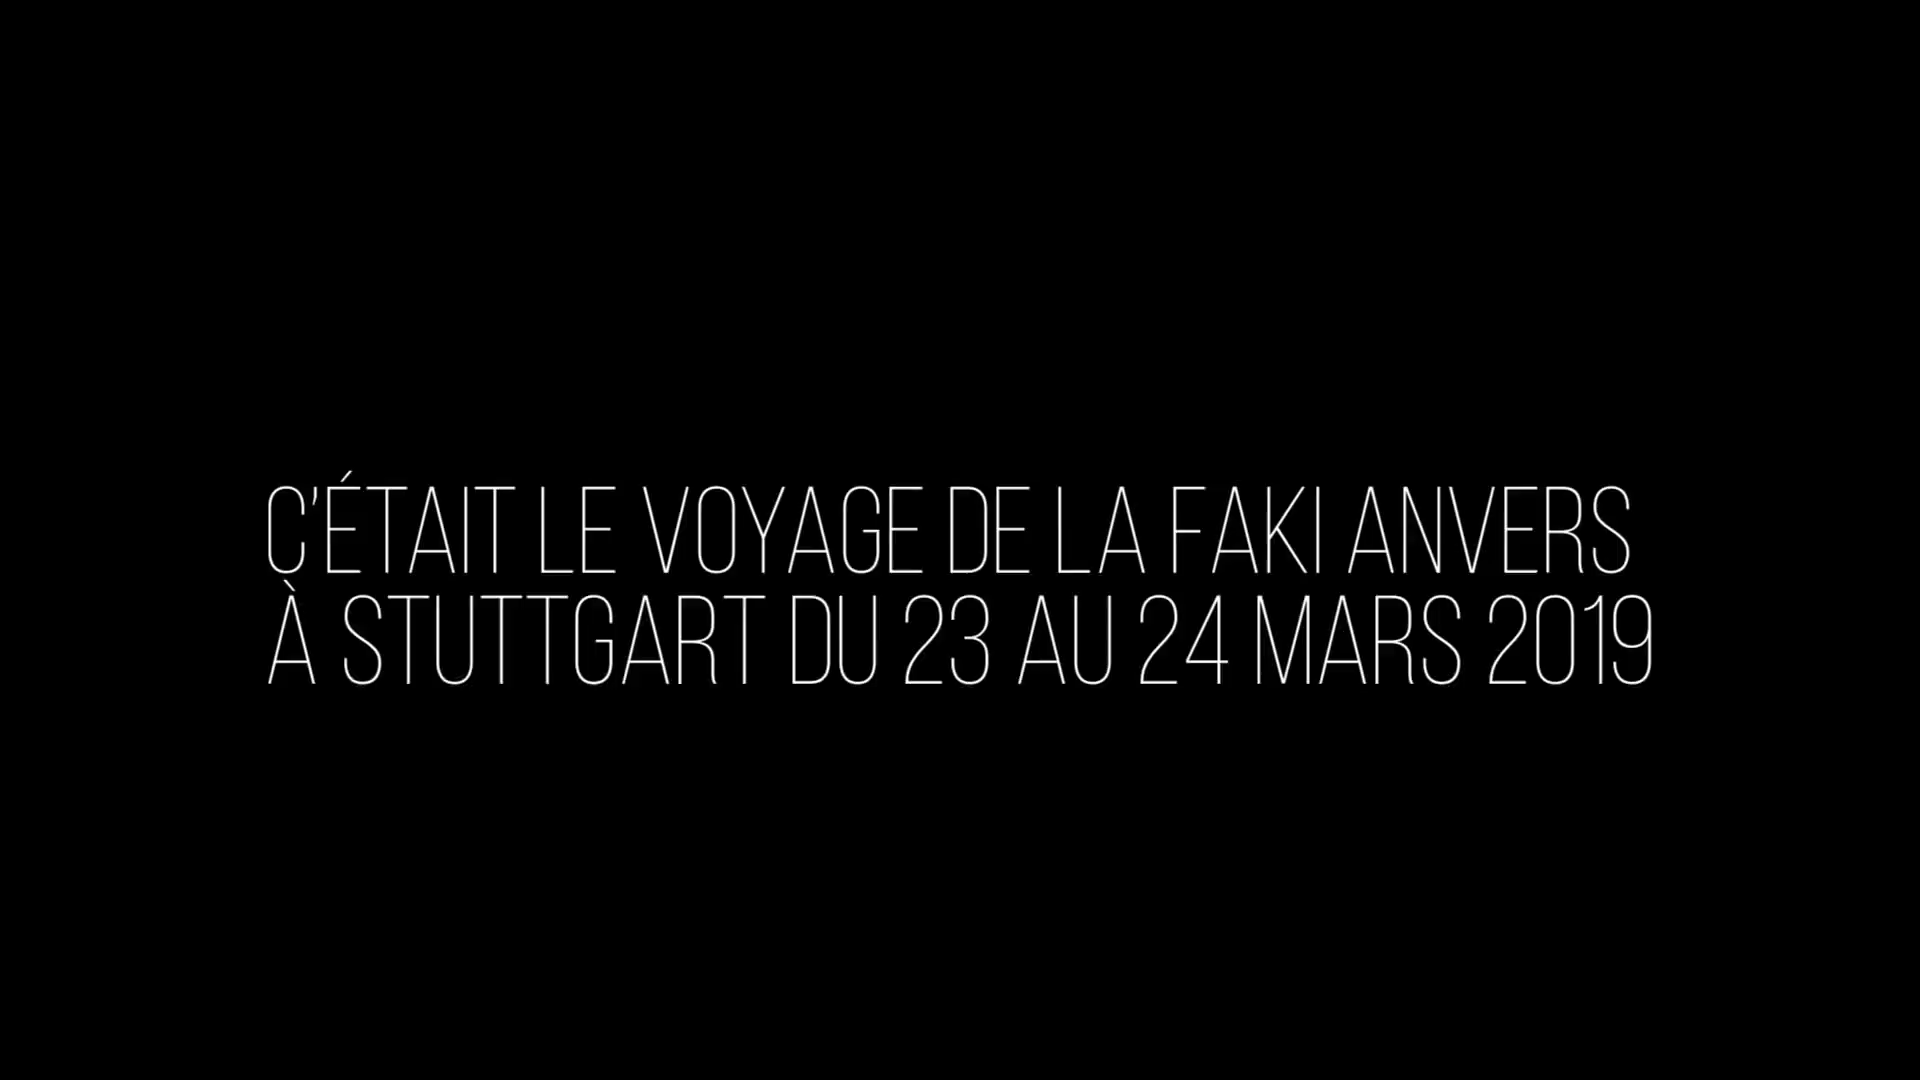 C'ÉTAIT LE VOYAGE DE LA FAKI ANVERS
À STUTTGART DU 23 AU 24 MARS 2019